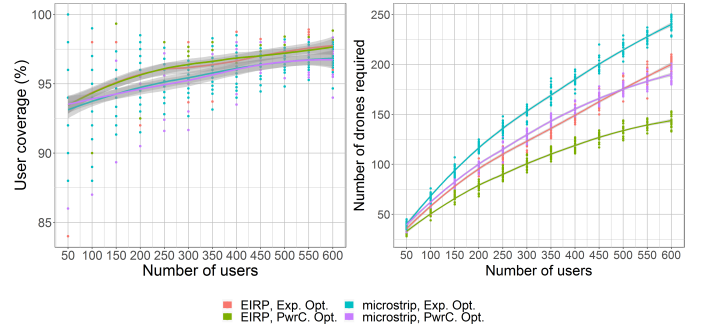 User coverage (%)
100
95
90
85
50 100 150 200 250 300 350 400 450 500 550 600
Number of users
Number of drones required
250
200
150
100
50
50 100 150 200 250 300 350 400 450 500 550 600
Number of users
EIRP, Exp. Opt. microstrip, Exp. Opt.
EIRP, PwrC. Opt. microstrip, PwrC. Opt.